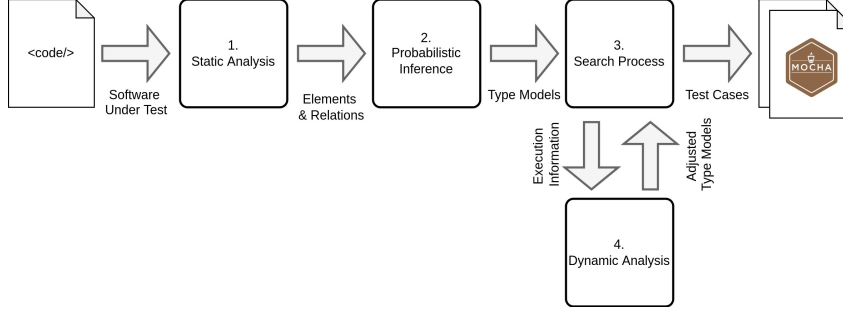 <code/>
Software
Under Test
1.
Static Analysis
Elements
& Relations
2.
Probabilistic
Inference
Type Models
3.
Search Process
Test Cases
MOCHA
Execution
Information
Adjusted
Type Models
4.
Dynamic Analysis